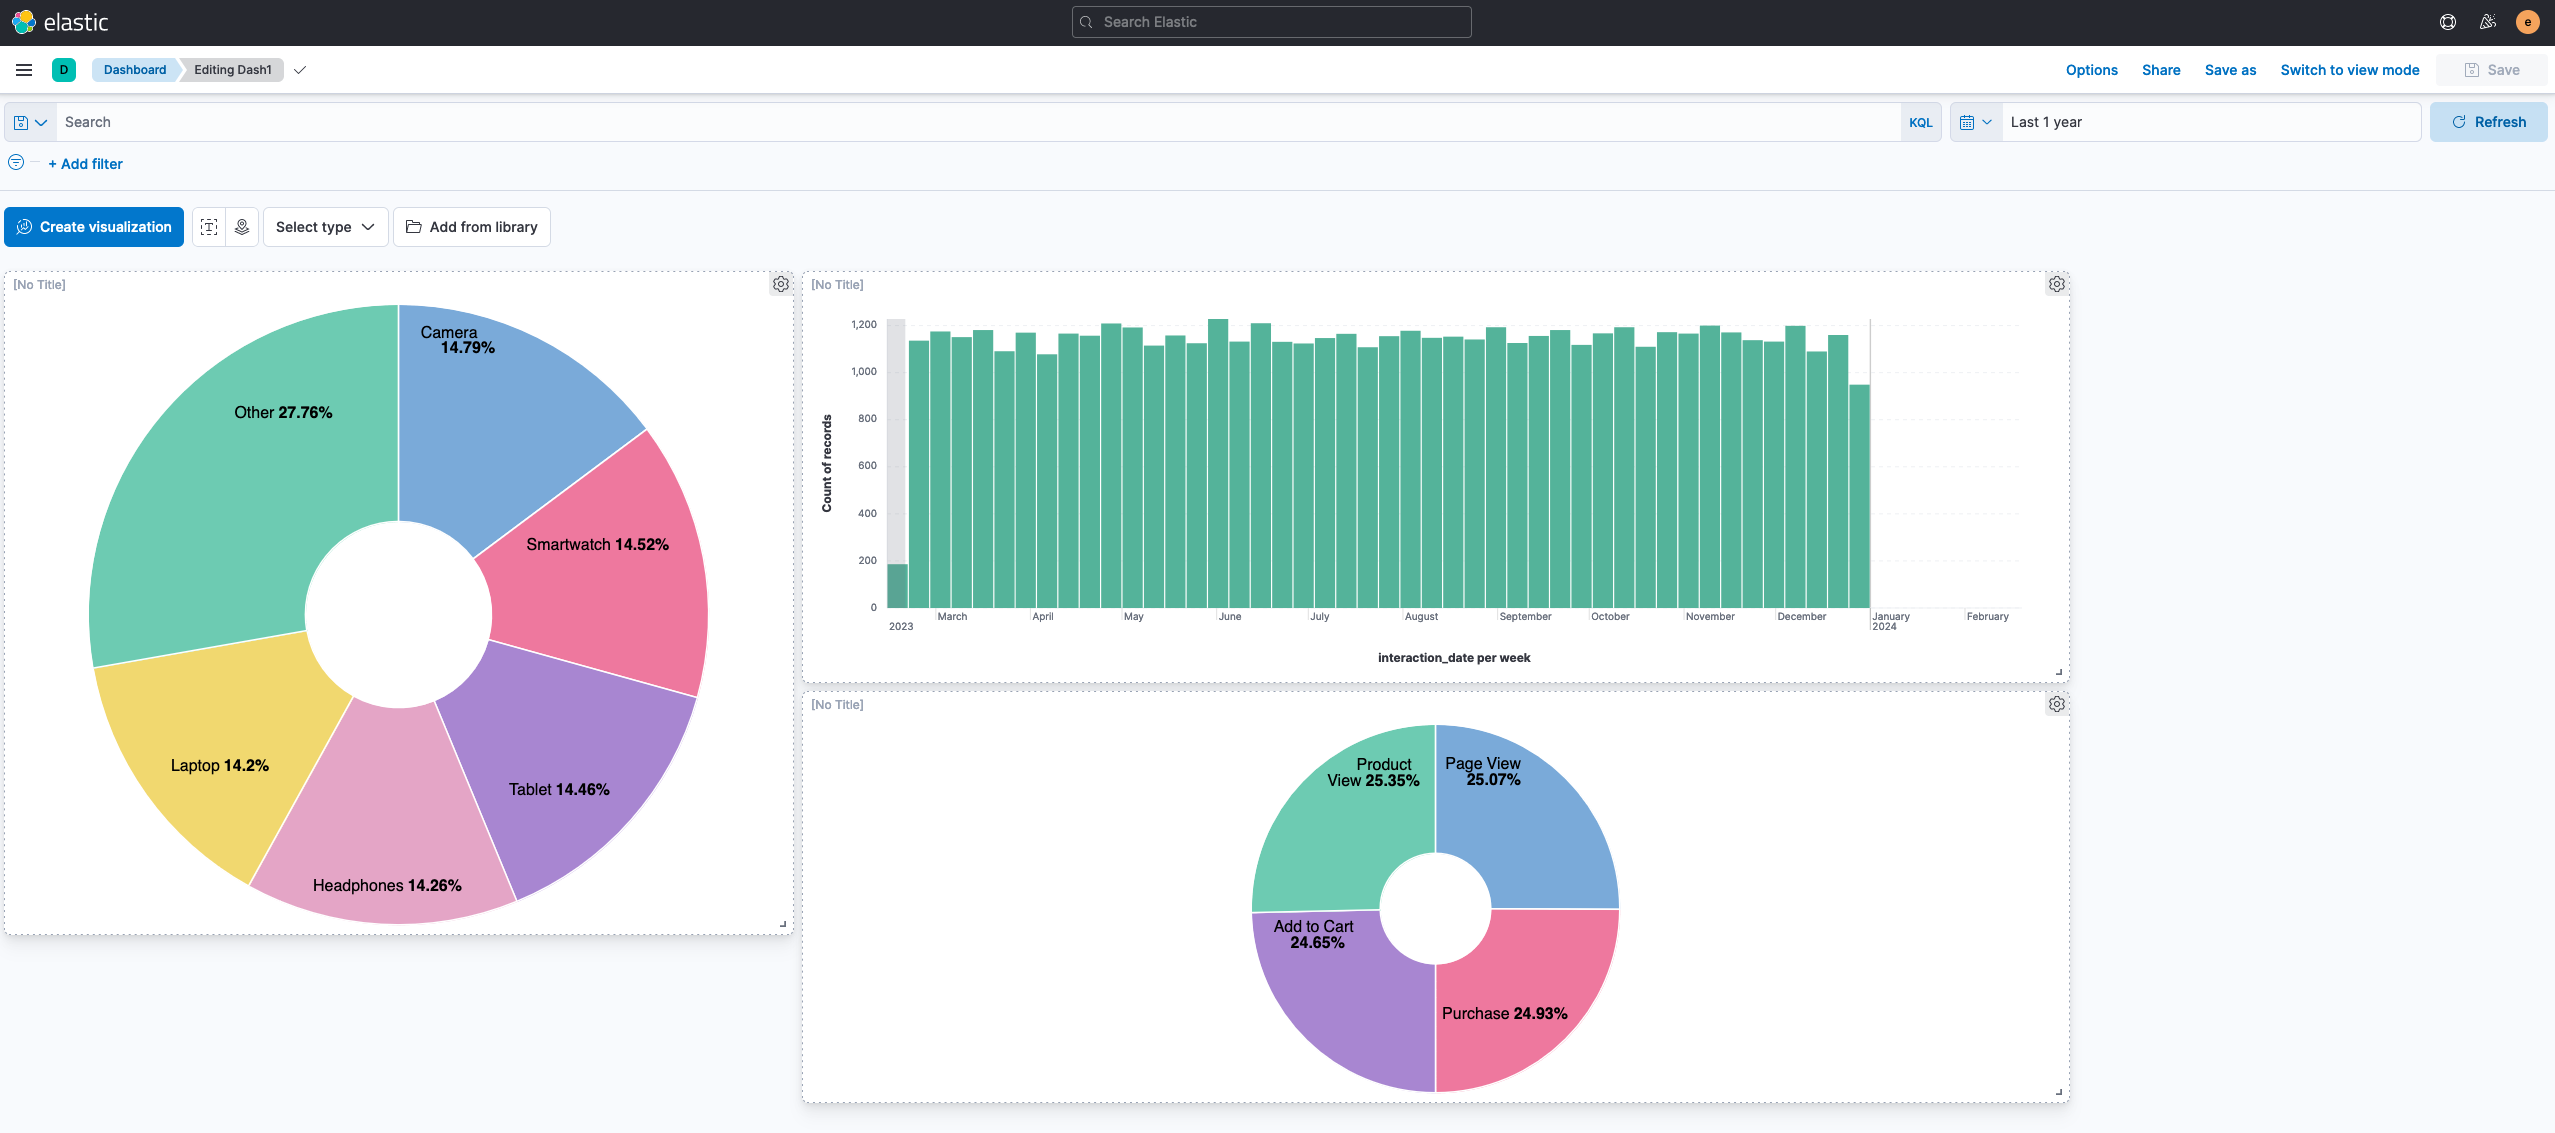 elastic
Search Elastic
e
D
Dashboard
Editing Dash1
Options
Share
Save as
Switch to view mode
Save
Search
KQL
Last 1 year
Refresh
+ Add filter
Create visualization
T
Select type
Add from library
[No Title]
Camera
14.79%
Other 27.76%
Smartwatch 14.52%
Laptop 14.2%
Tablet 14.46%
Headphones 14.26%
[No Title]
Count of records
1,200
1,000
800
600
400
200
0
March
April
May
June
July
August
September
October
November
December
January
February
2023
2024
interaction_date per week
[No Title]
Product
View 25.35%
Page View
25.07%
Add to Cart
24.65%
Purchase 24.93%